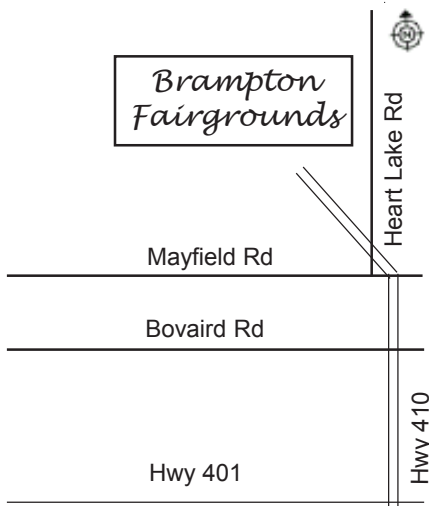 Brampton
Fairgrounds
Heart Lake Rd
Mayfield Rd
Bovaird Rd
Hwy 410
Hwy 401